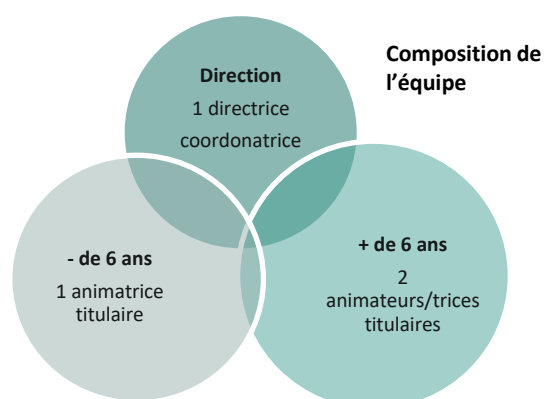 Composition de
l'équipe
Direction
1 directrice
coordonatrice
- de 6 ans
1 animatrice
titulaire
+ de 6 ans
2
animateurs/trices
titulaires